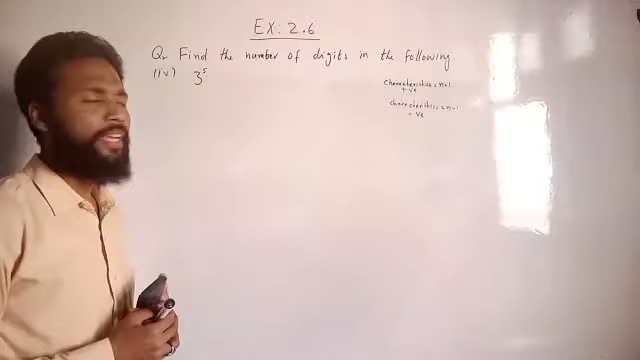 EX: 2.6
Q. Find the number of digits in the following.
(iv) 3⁵
characteristics = n-1
+ve
characteristics = n-1
- ve